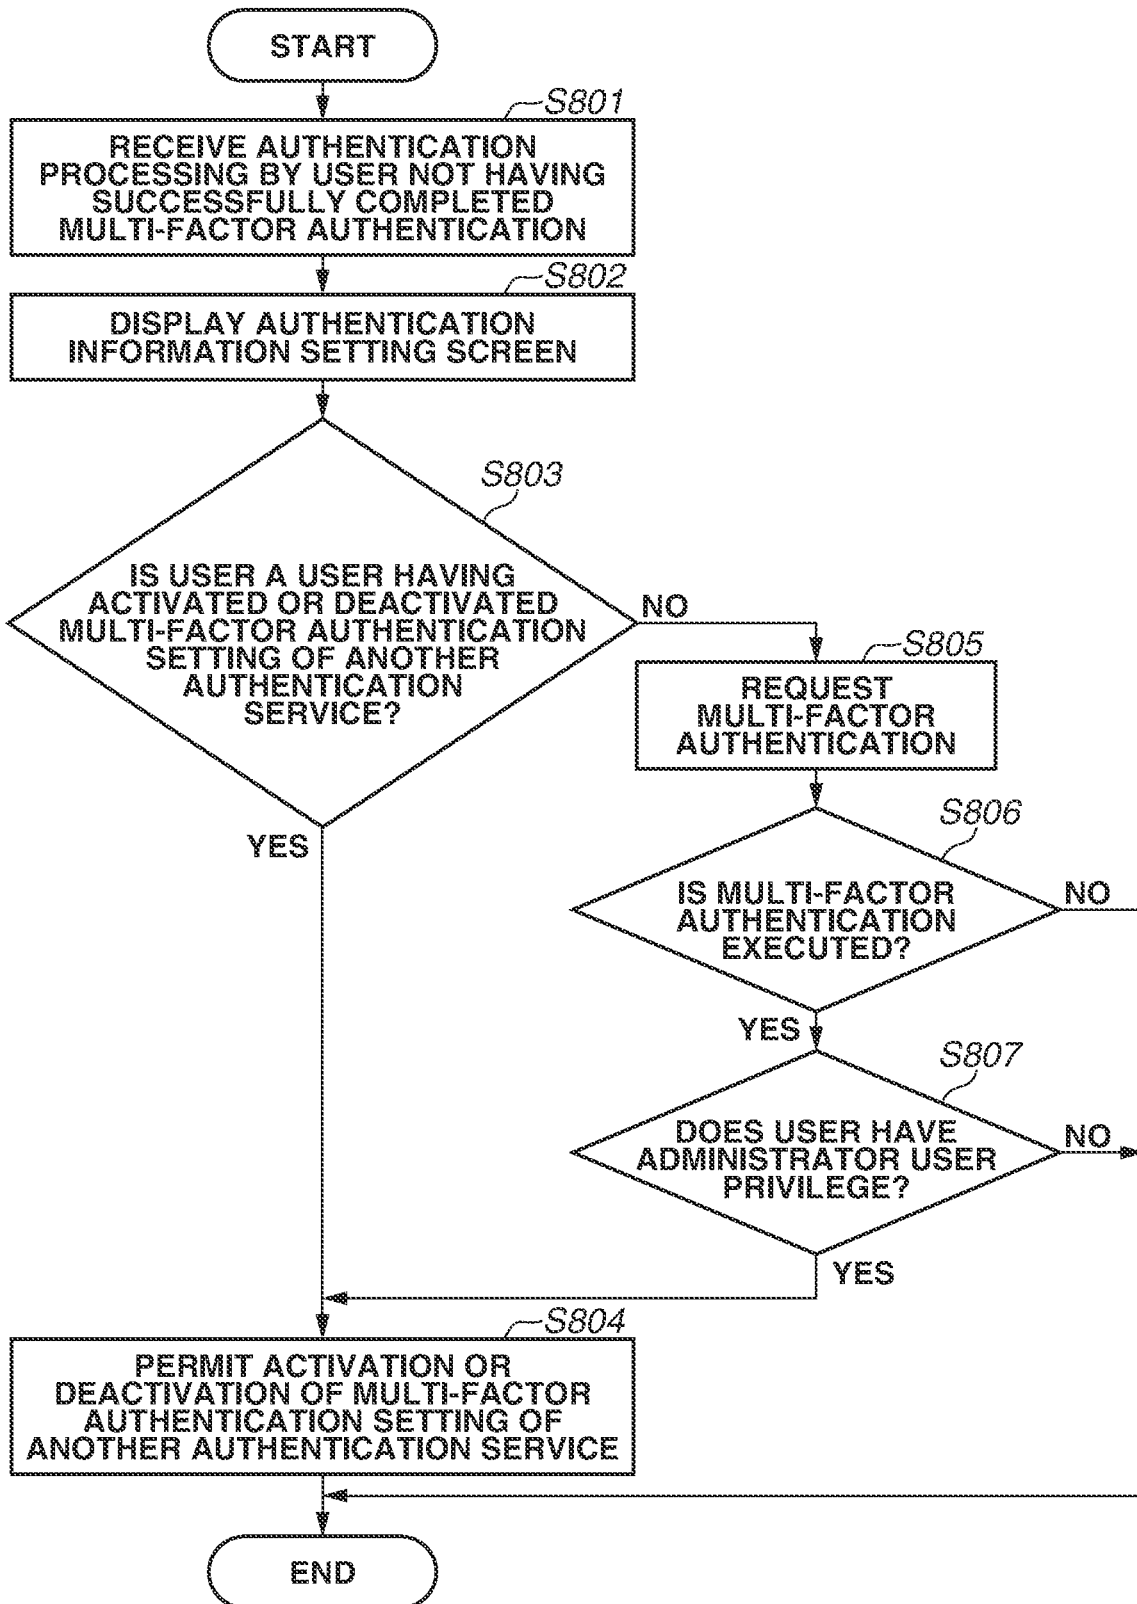 START
S801
RECEIVE AUTHENTICATION
PROCESSING BY USER NOT HAVING
SUCCESSFULLY COMPLETED
MULTI-FACTOR AUTHENTICATION
S802
DISPLAY AUTHENTICATION
INFORMATION SETTING SCREEN
S803
IS USER A USER HAVING
ACTIVATED OR DEACTIVATED
MULTI-FACTOR AUTHENTICATION
SETTING OF ANOTHER
AUTHENTICATION
SERVICE?
NO
YES
S805
REQUEST
MULTI-FACTOR
AUTHENTICATION
S806
IS MULTI-FACTOR
AUTHENTICATION
EXECUTED?
NO
YES
S807
DOES USER HAVE
ADMINISTRATOR USER
PRIVILEGE?
NO
YES
S804
PERMIT ACTIVATION OR
DEACTIVATION OF MULTI-FACTOR
AUTHENTICATION SETTING OF
ANOTHER AUTHENTICATION SERVICE
END